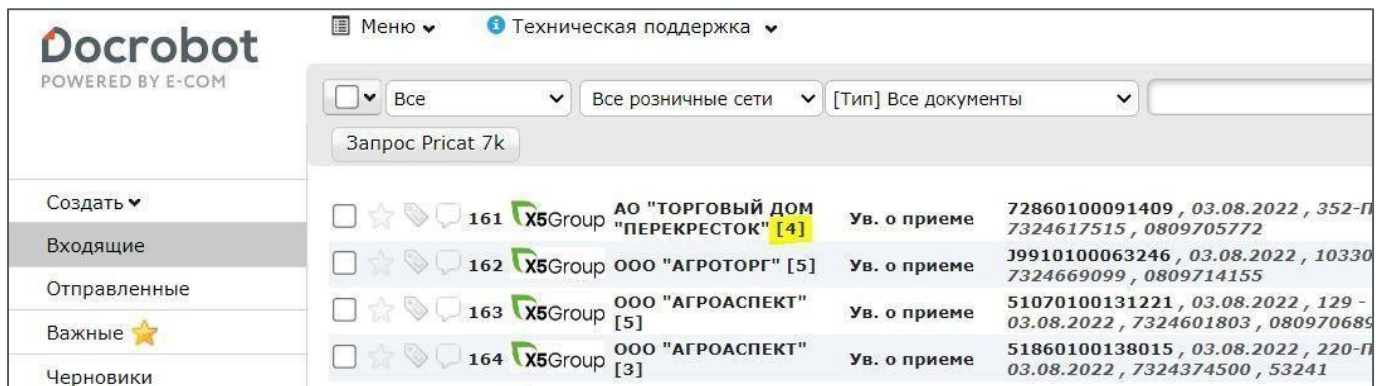 Docrobot
POWERED BY E-COM
Меню
Техническая поддержка
Все
Все розничные сети
[Тип] Все документы
Запрос Pricat 7k
Создать
Входящие
Отправленные
Важные
Черновики
161 X5Group АО "ТОРГОВЫЙ ДОМ "ПЕРЕКРЕСТОК" [4] Ув. о приеме 72860100091409 , 03.08.2022 , 352-П
7324617515 , 0809705772
162 X5Group ООО "АГРОТОРГ" [5] Ув. о приеме J9910100063246 , 03.08.2022 , 10330
7324669099 , 0809714155
163 X5Group ООО "АГРОАСПЕКТ" [5] Ув. о приеме 51070100131221 , 03.08.2022 , 129 -
03.08.2022 , 7324601803 , 080970689
164 X5Group ООО "АГРОАСПЕКТ" [3] Ув. о приеме 51860100138015 , 03.08.2022 , 220-П
03.08.2022 , 7324374500 , 53241